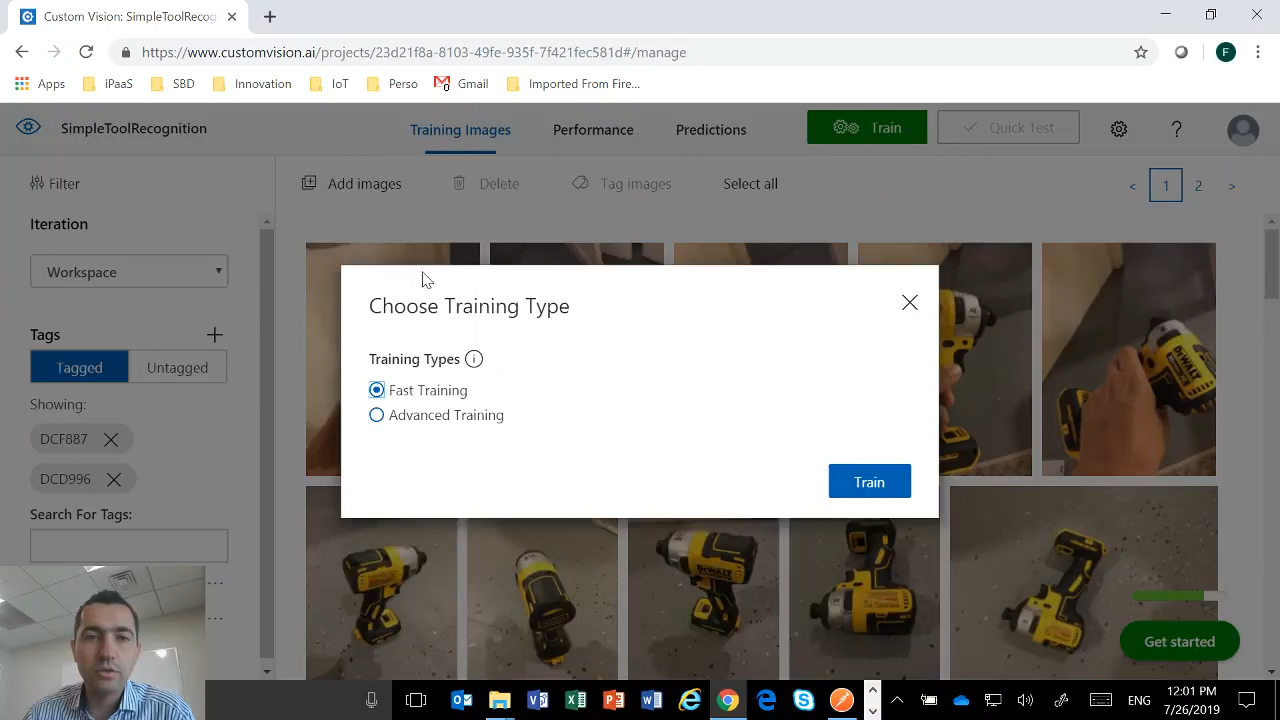 Custom Vision: SimpleToolRecog
https://www.customvision.ai/projects/23d21f8a-8103-49fe-935f-7f421fec581d#/manage
F
Apps iPaaS SBD Innovation IoT Perso Gmail Imported From Fire...
SimpleToolRecognition
Training Images Performance Predictions
Train
Quick Test
?
Filter
Add images Delete Tag images Select all
< 1 2 >
Iteration
Workspace
Tags
Tagged Untagged
Showing:
DCF887
DCD996
Search For Tags:
Choose Training Type
Training Types
Fast Training
Advanced Training
Train
DEWALT
DEWALT
Get started
ENG
12:01 PM
7/26/2019